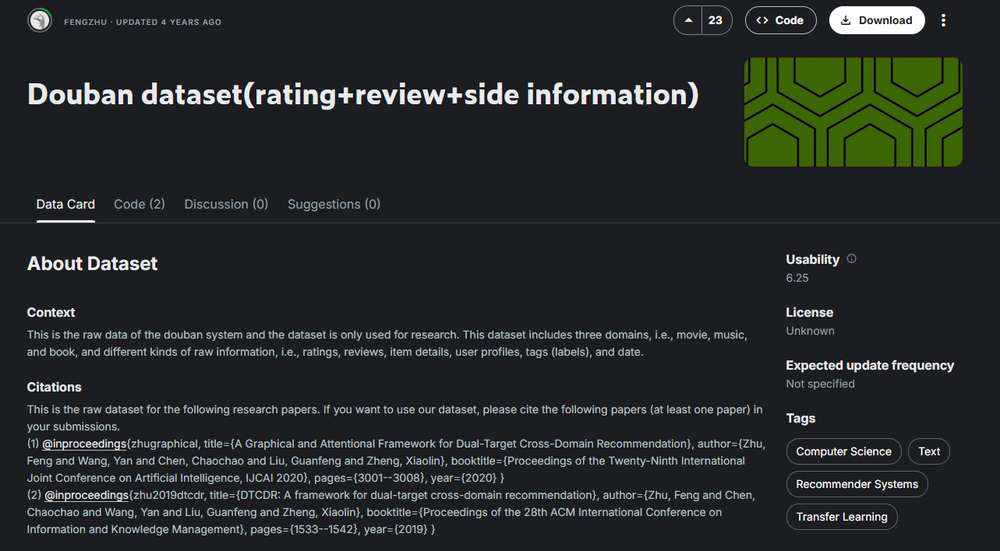 FENGZHU · UPDATED 4 YEARS AGO
23
<> Code
Download
Douban dataset(rating+review+side information)
Data Card
Code (2)
Discussion (0)
Suggestions (0)
About Dataset
Context
This is the raw data of the douban system and the dataset is only used for research. This dataset includes three domains, i.e., movie, music,
and book, and different kinds of raw information, i.e., ratings, reviews, item details, user profiles, tags (labels), and date.
Citations
This is the raw dataset for the following research papers. If you want to use our dataset, please cite the following papers (at least one paper) in
your submissions.
(1) @inproceedings{zhugraphical, title={A Graphical and Attentional Framework for Dual-Target Cross-Domain Recommendation}, author={Zhu,
Feng and Wang, Yan and Chen, Chaochao and Liu, Guanfeng and Zheng, Xiaolin}, booktitle={Proceedings of the Twenty-Ninth International
Joint Conference on Artificial Intelligence, IJCAI 2020}, pages={3001--3008}, year={2020} }
(2) @inproceedings{zhu2019dtcdr, title={DTCDR: A framework for dual-target cross-domain recommendation}, author={Zhu, Feng and Chen,
Chaochao and Wang, Yan and Liu, Guanfeng and Zheng, Xiaolin}, booktitle={Proceedings of the 28th ACM International Conference on
Information and Knowledge Management}, pages={1533--1542}, year={2019} }
Usability
6.25
License
Unknown
Expected update frequency
Not specified
Tags
Computer Science
Text
Recommender Systems
Transfer Learning